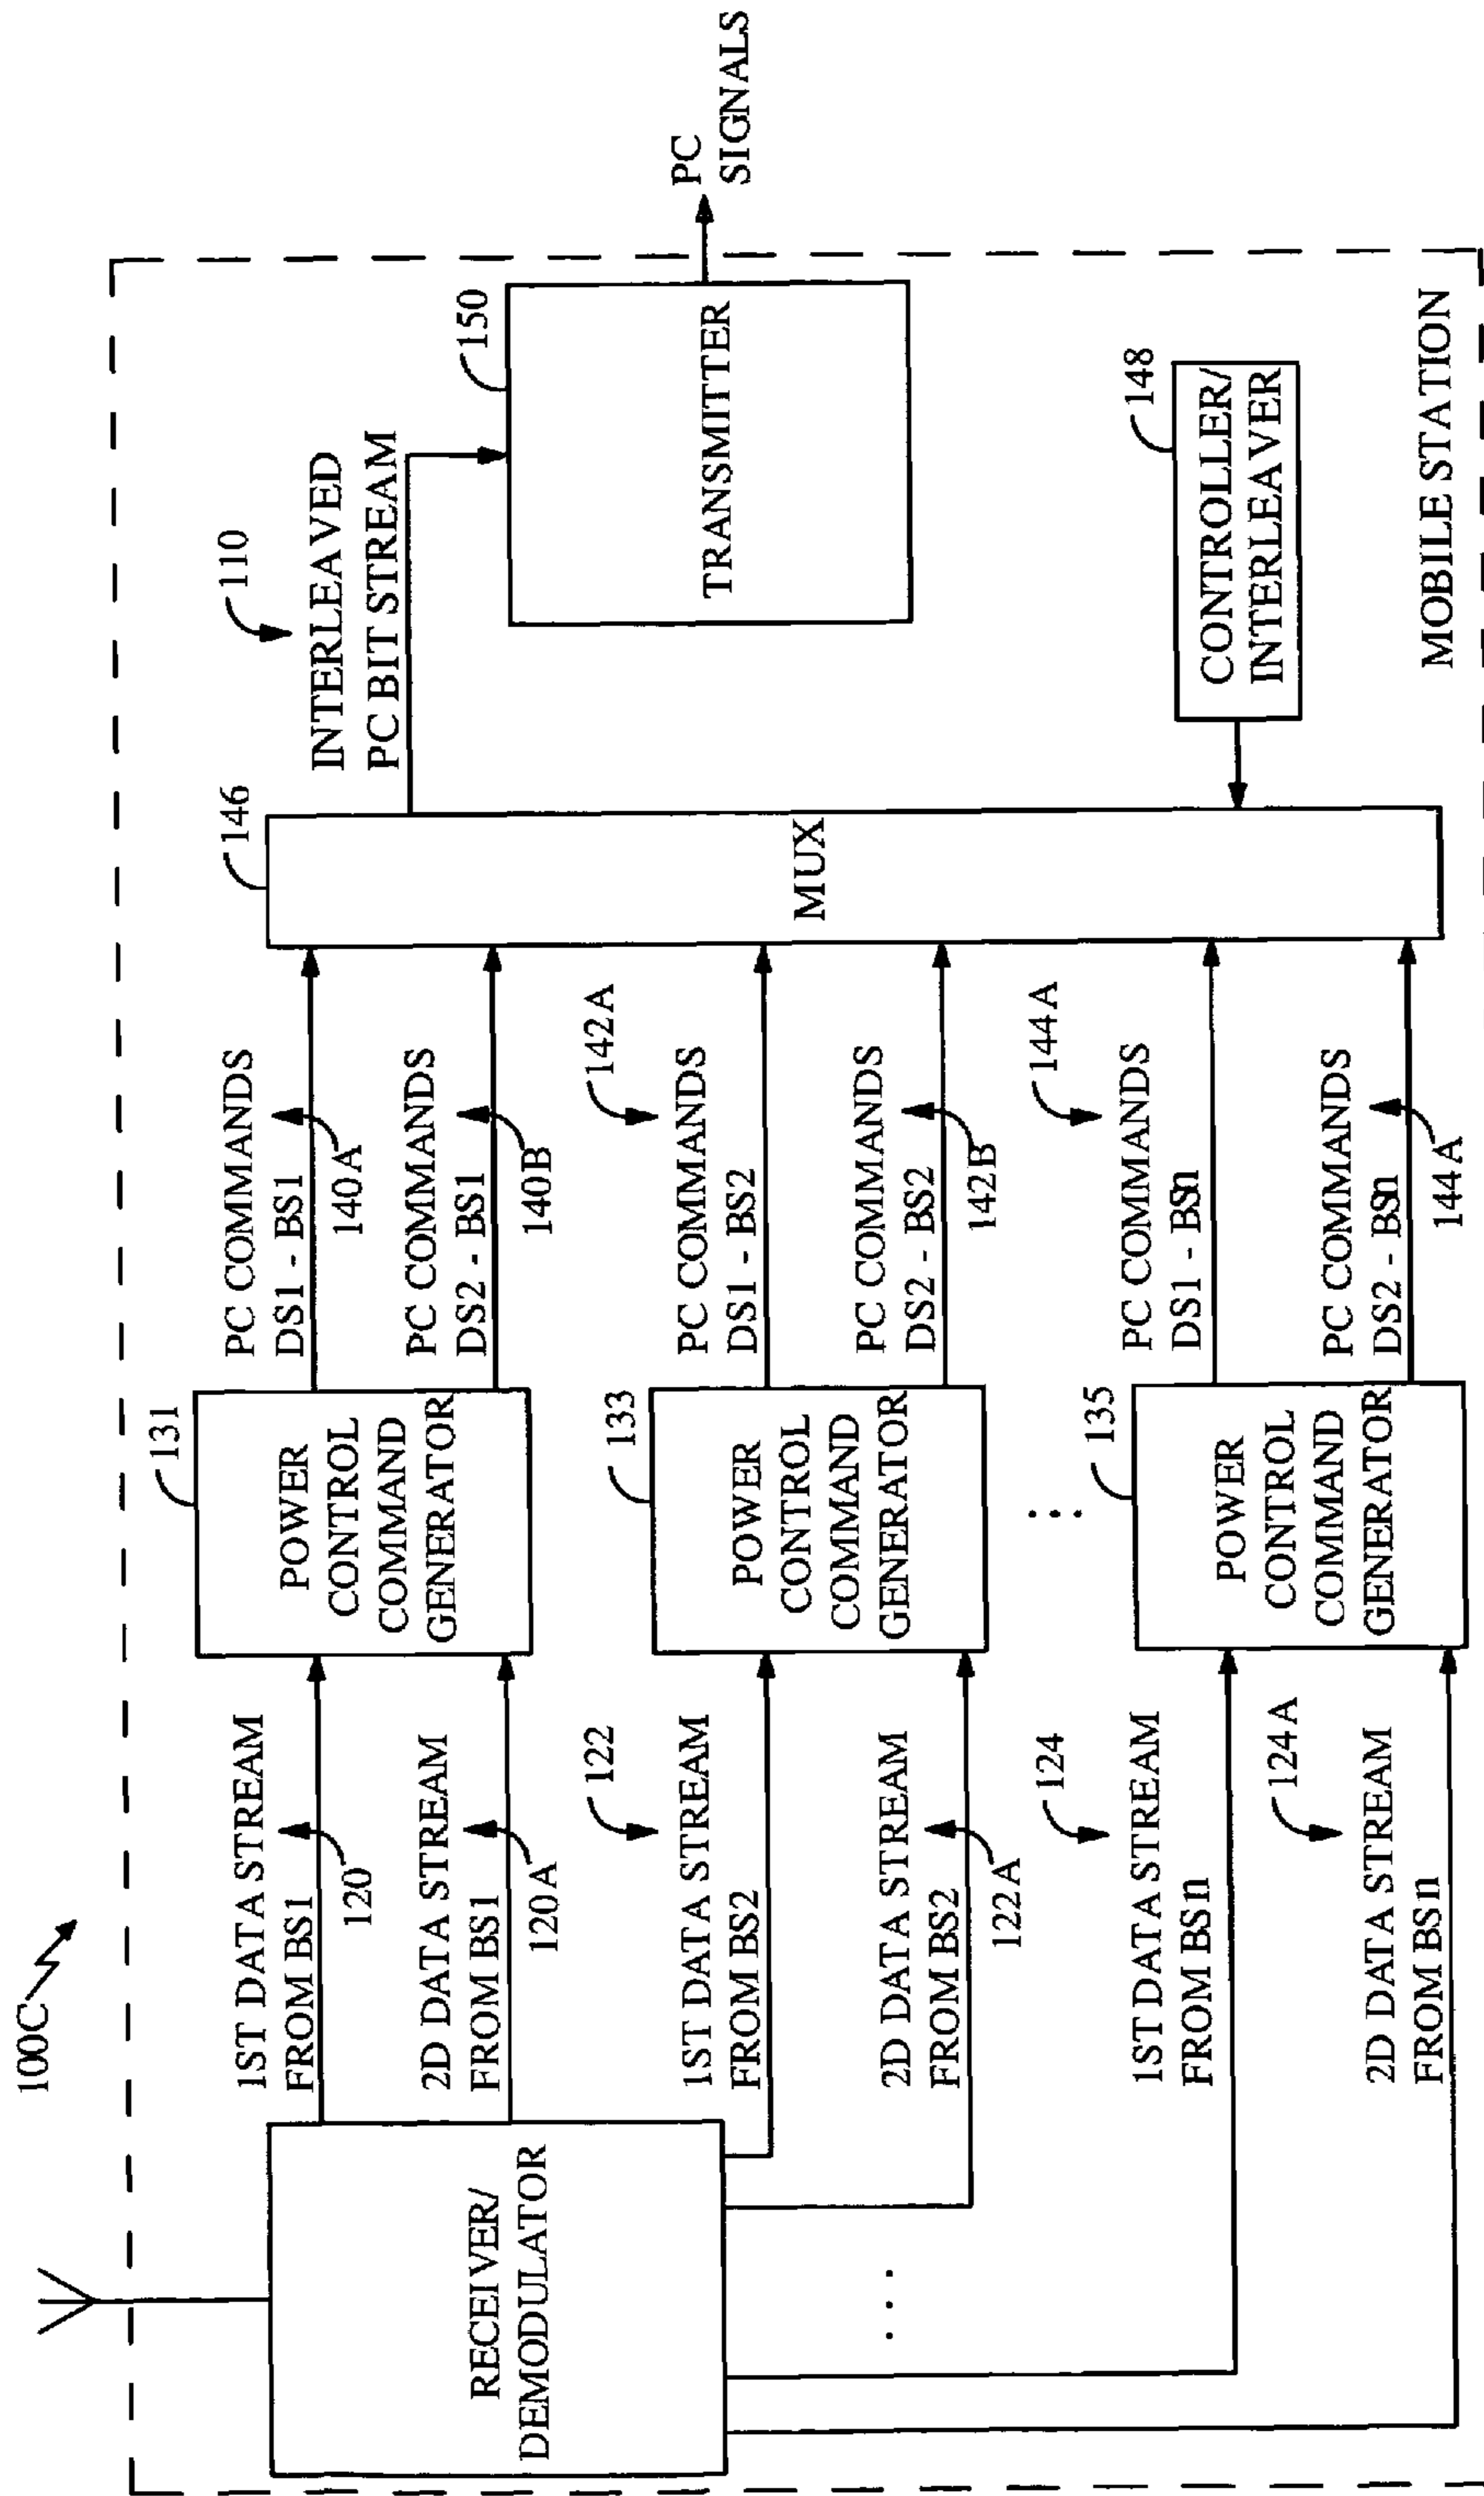 100C
110
RECEIVER/
DEMODULATOR
1ST DATA STREAM
FROM BS1
120
2D DATA STREAM
FROM BS1
120A
122
1ST DATA STREAM
FROM BS2
2D DATA STREAM
FROM BS2
122A
124
1ST DATA STREAM
FROM BSn
124A
2D DATA STREAM
FROM BSn
131
POWER
CONTROL
COMMAND
GENERATOR
133
POWER
CONTROL
COMMAND
GENERATOR
135
POWER
CONTROL
COMMAND
GENERATOR
PC COMMANDS
DS1 - BS1
140A
PC COMMANDS
DS2 - BS1
140B
142A
PC COMMANDS
DS1 - BS2
PC COMMANDS
DS2 - BS2
142B
144A
PC COMMANDS
DS1 - BSn
PC COMMANDS
DS2 - BSn
144A
146
MUX
INTERLEAVED
PC BIT STREAM
150
TRANSMITTER
148
CONTROLLER/
INTERLEAVER
MOBILE STATION
PC
SIGNALS